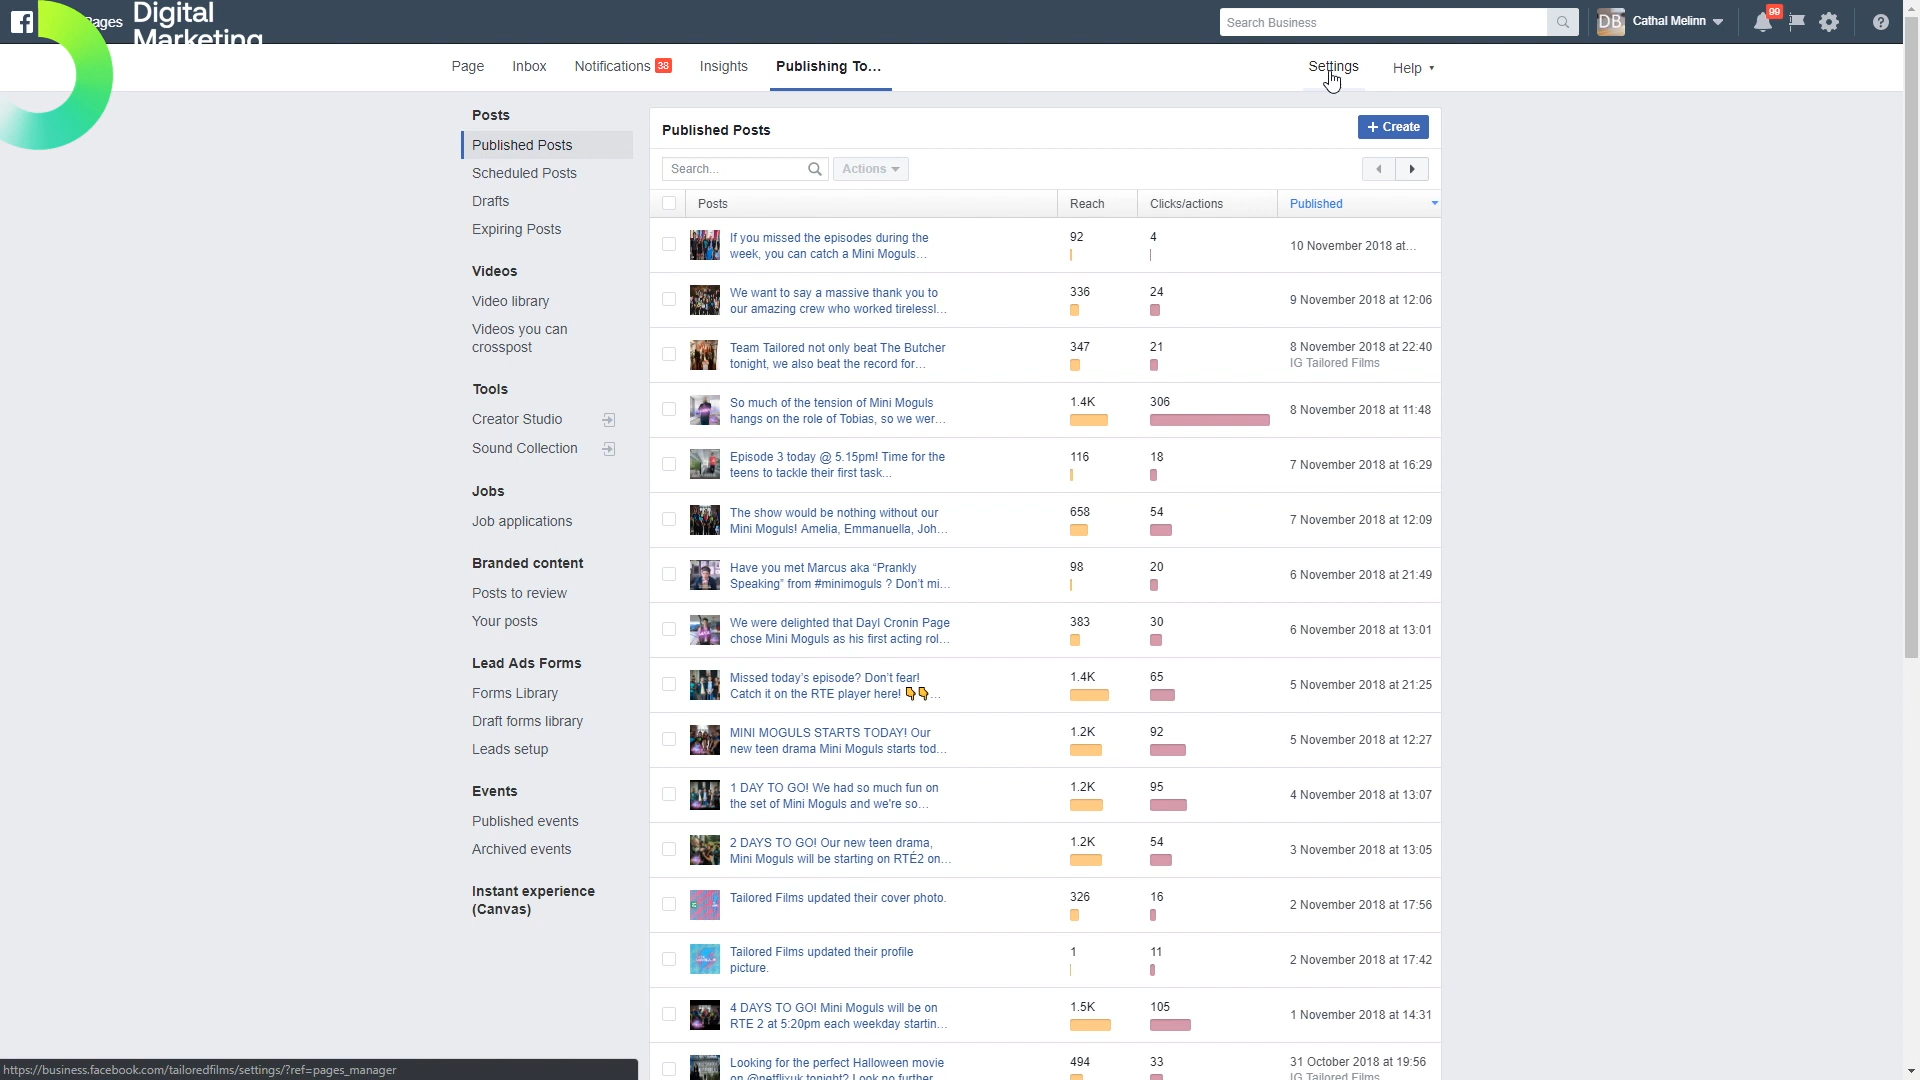 Digital
Marketing
ages
Search Business
DB
Cathal Melinn
99
Page
Inbox
Notifications 38
Insights
Publishing To...
Settings
Help
Posts
Published Posts
Scheduled Posts
Drafts
Expiring Posts
Videos
Video library
Videos you can
crosspost
Tools
Creator Studio
Sound Collection
Jobs
Job applications
Branded content
Posts to review
Your posts
Lead Ads Forms
Forms Library
Draft forms library
Leads setup
Events
Published events
Archived events
Instant experience
(Canvas)
Published Posts
+ Create
Search...
Actions
Posts Reach Clicks/actions Published
If you missed the episodes during the
week, you can catch a Mini Moguls...
92 4 10 November 2018 at...
We want to say a massive thank you to
our amazing crew who worked tirelessl...
336 24 9 November 2018 at 12:06
Team Tailored not only beat The Butcher
tonight, we also beat the record for...
347 21 8 November 2018 at 22:40
IG Tailored Films
So much of the tension of Mini Moguls
hangs on the role of Tobias, so we wer...
1.4K 306 8 November 2018 at 11:48
Episode 3 today @ 5.15pm! Time for the
teens to tackle their first task...
116 18 7 November 2018 at 16:29
The show would be nothing without our
Mini Moguls! Amelia, Emmanuella, Joh...
658 54 7 November 2018 at 12:09
Have you met Marcus aka “Prankly
Speaking” from #minimoguls ? Don’t mi...
98 20 6 November 2018 at 21:49
We were delighted that Dayl Cronin Page
chose Mini Moguls as his first acting rol...
383 30 6 November 2018 at 13:01
Missed today’s episode? Don’t fear!
Catch it on the RTE player here! 👇👇...
1.4K 65 5 November 2018 at 21:25
MINI MOGULS STARTS TODAY! Our
new teen drama Mini Moguls starts tod...
1.2K 92 5 November 2018 at 12:27
1 DAY TO GO! We had so much fun on
the set of Mini Moguls and we're so...
1.2K 95 4 November 2018 at 13:07
2 DAYS TO GO! Our new teen drama,
Mini Moguls will be starting on RTÉ2 on...
1.2K 54 3 November 2018 at 13:05
Tailored Films updated their cover photo.
326 16 2 November 2018 at 17:56
Tailored Films updated their profile
picture.
1 11 2 November 2018 at 17:42
4 DAYS TO GO! Mini Moguls will be on
RTE 2 at 5:20pm each weekday startin...
1.5K 105 1 November 2018 at 14:31
Looking for the perfect Halloween movie
on @netflixuk tonight? Look no further
494 33 31 October 2018 at 19:56
IG Tailored Films
https://business.facebook.com/tailoredfilms/settings/?ref=pages_manager